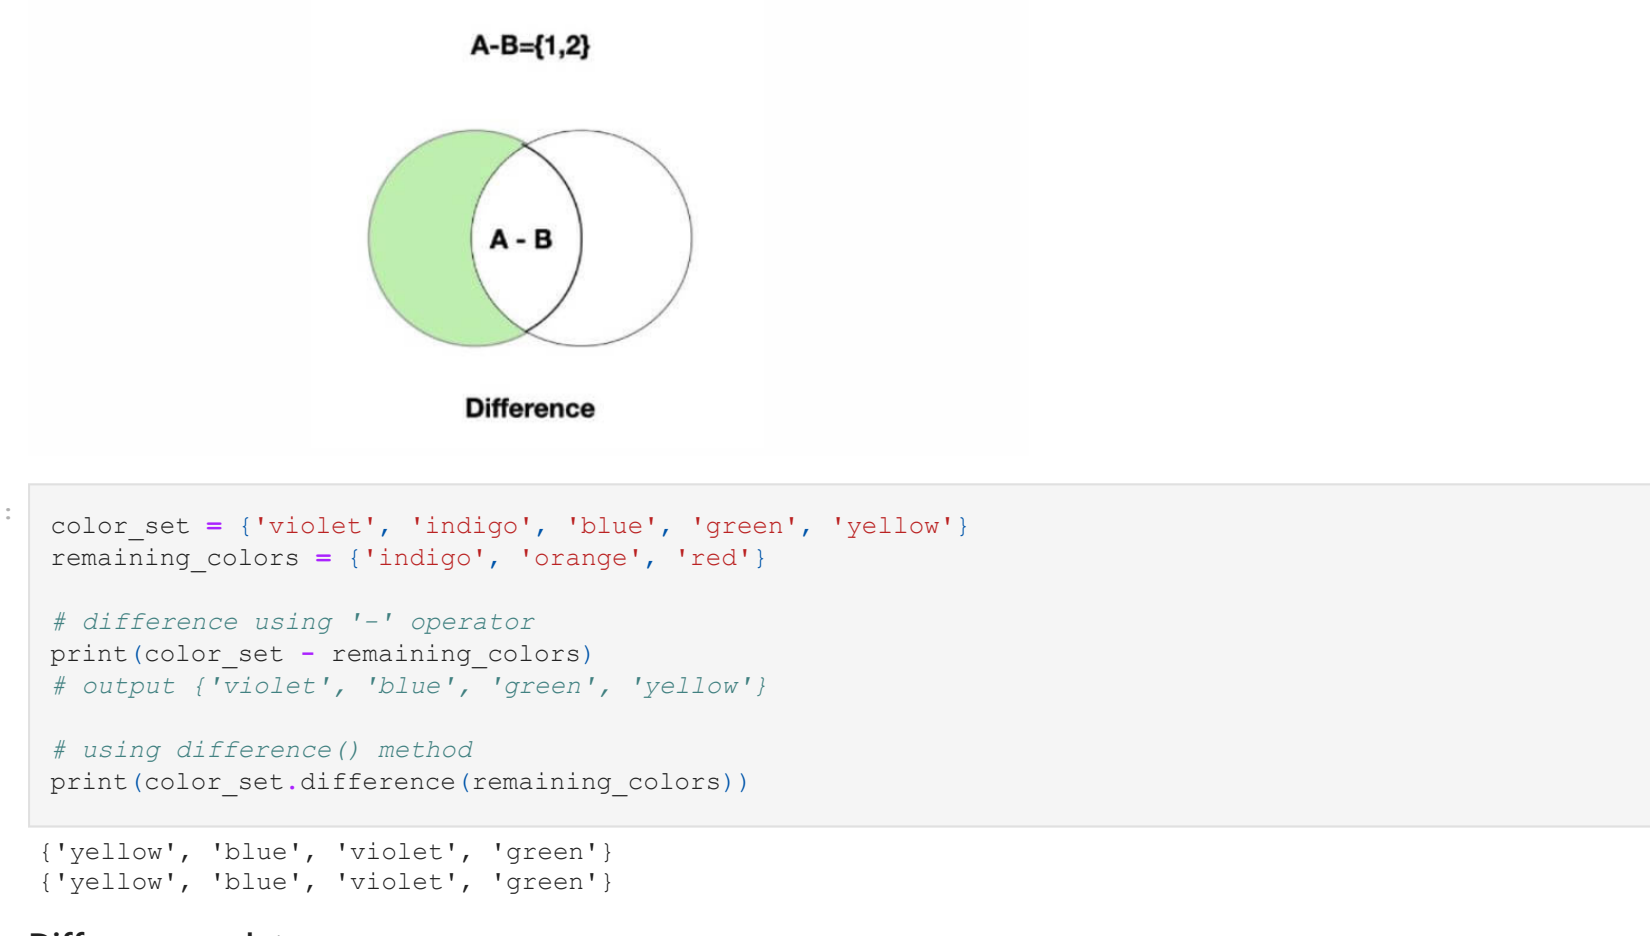 A-B={1,2}
A - B
Difference
:
color_set = {'violet', 'indigo', 'blue', 'green', 'yellow'}
remaining_colors = {'indigo', 'orange', 'red'}
# difference using '-' operator
print(color_set - remaining_colors)
# output {'violet', 'blue', 'green', 'yellow'}
# using difference() method
print(color_set.difference(remaining_colors))
{'yellow', 'blue', 'violet', 'green'}
{'yellow', 'blue', 'violet', 'green'}